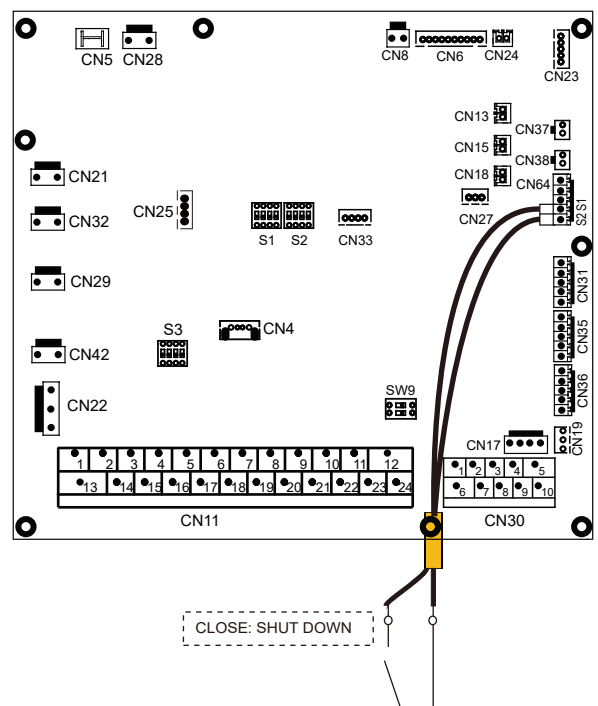 CN5 CN28
CN8 CN6 CN24
CN23
CN13
CN37
CN15
CN38
CN18 CN64
CN21
CN25
CN32
S1 S2
CN33
CN27
S2 S1
CN29
CN31
CN4
S3
CN35
CN42
CN36
SW9
CN22
CN17
CN19
1 2 3 4 5 6 7 8 9 10 11 12
13 14 15 16 17 18 19 20 21 22 23 24
CN11
1 2 3 4 5
6 7 8 9 10
CN30
CLOSE: SHUT DOWN